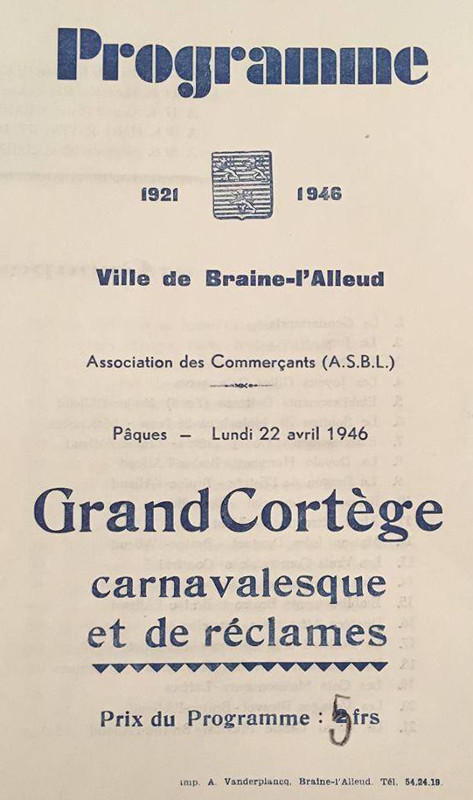 Programme
1921 1946
Ville de Braine-l'Alleud
Association des Commerçants (A.S.B.L.)
Pâques — Lundi 22 avril 1946
Grand Cortège
carnavalesque
et de réclames
Prix du Programme : 5 frs
imp. A. Vanderplancq, Braine-l'Alleud. Tél. 54.24.19.